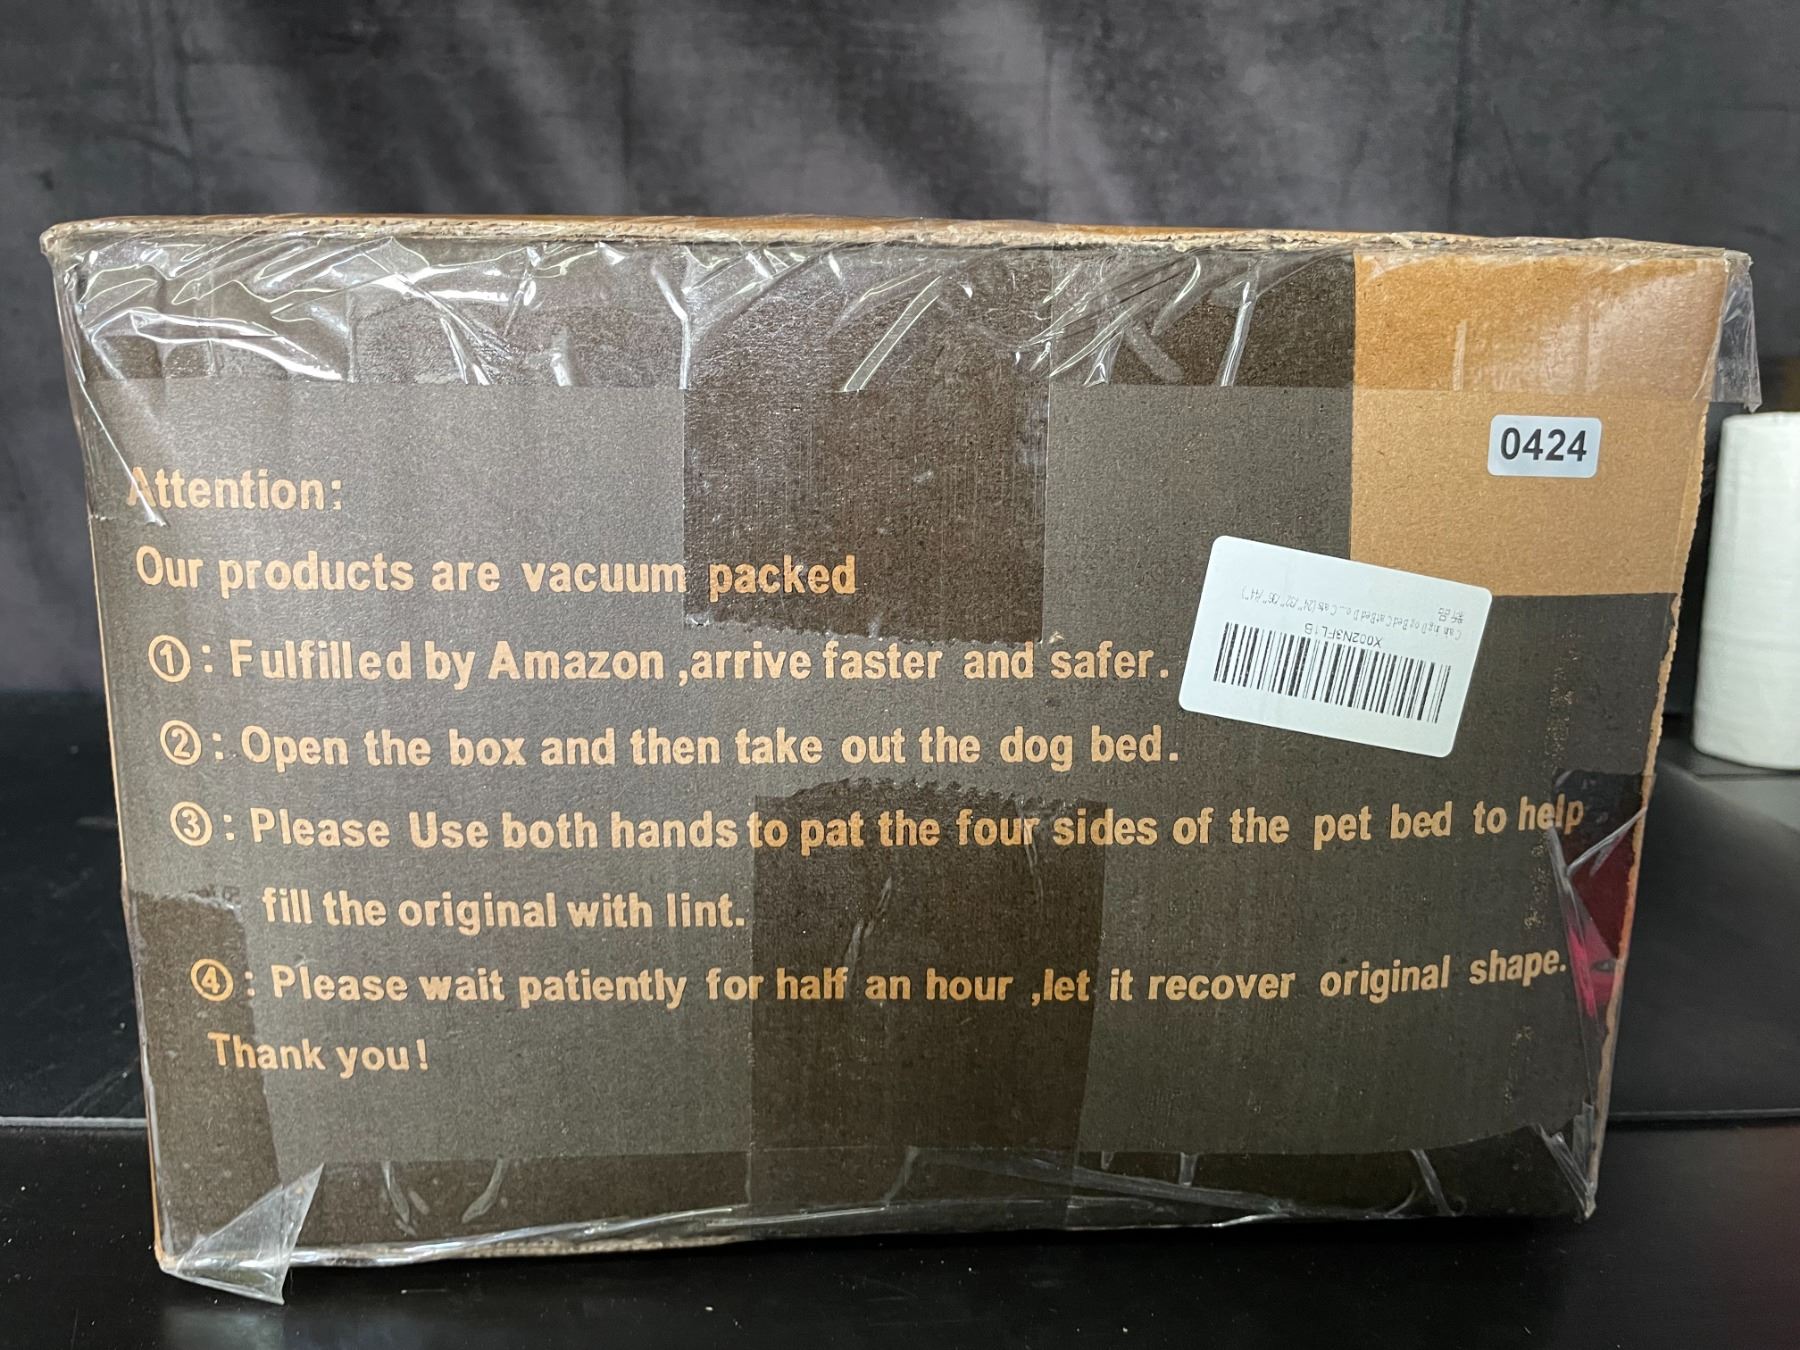 0424
Attention:
Our products are vacuum packed
①: Fulfilled by Amazon ,arrive faster and safer.
②: Open the box and then take out the dog bed.
③: Please Use both hands to pat the four sides of the pet bed to help
fill the original with lint.
④: Please wait patiently for half an hour ,let it recover original shape.
Thank you!
X002N3FL1B
新品